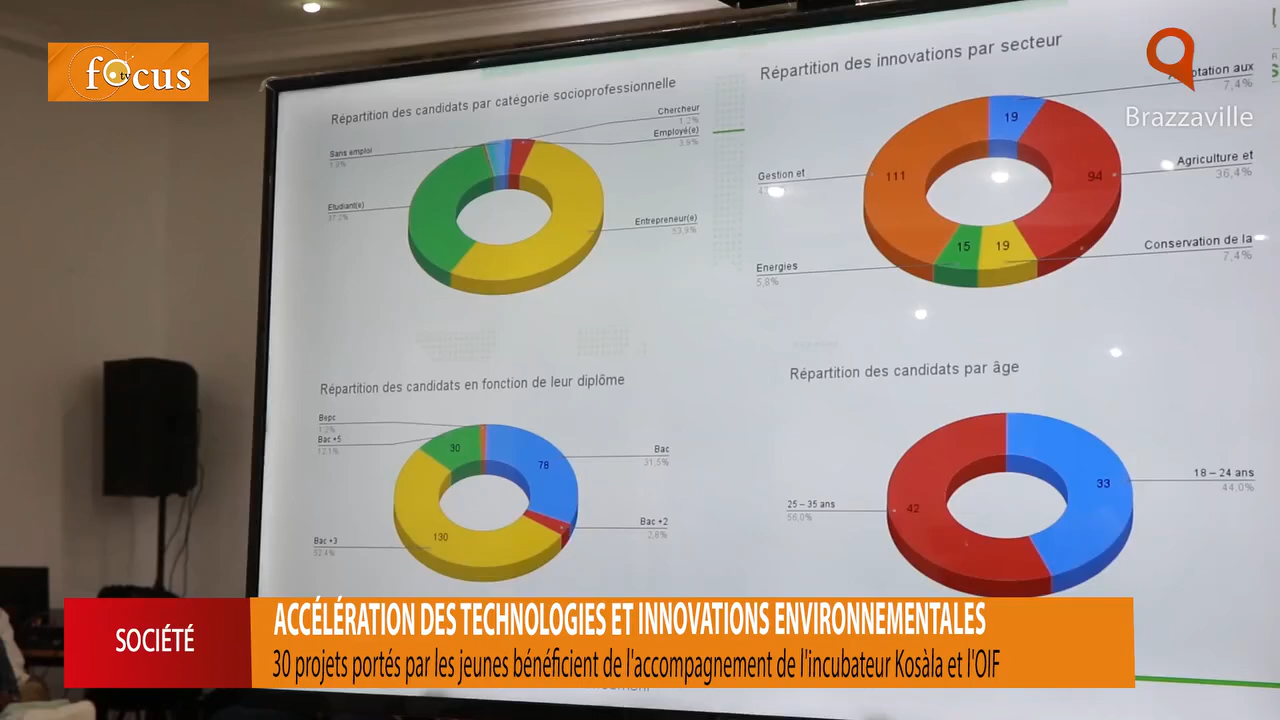 focus
tv
Brazzaville
Répartition des candidats par catégorie socioprofessionnelle
Chercheur
1,2%
Employé(e)
3,9%
Sans emploi
1,9%
Etudiant(e)
37,2%
Entrepreneur(e)
53,9%
Répartition des innovations par secteur
aux
7,4%
19
Agriculture et
36,4%
94
Gestion et
111
15
19
Conservation de la
7,4%
Energies
5,8%
Répartition des candidats en fonction de leur diplôme
Bepc
1,2%
Bac +5
12,1%
30
78
Bac
31,5%
Bac +2
2,8%
130
Bac +3
52,4%
Répartition des candidats par âge
18 – 24 ans
44,0%
33
25 – 35 ans
56,0%
42
SOCIÉTÉ
ACCÉLÉRATION DES TECHNOLOGIES ET INNOVATIONS ENVIRONNEMENTALES
30 projets portés par les jeunes bénéficient de l'accompagnement de l'incubateur Kosàla et l'OIF